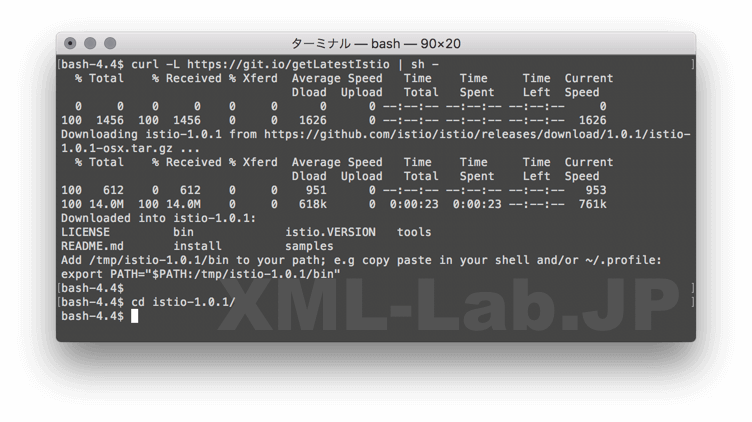 ターミナル — bash — 90×20
[bash-4.4$ curl -L https://git.io/getLatestIstio | sh - ]
  % Total    % Received % Xferd  Average Speed   Time    Time     Time  Current
                                 Dload  Upload   Total   Spent    Left  Speed
  0     0    0     0    0     0      0      0 --:--:-- --:--:-- --:--:--     0
100  1456  100  1456    0     0   1626      0 --:--:-- --:--:-- --:--:--  1626
Downloading istio-1.0.1 from https://github.com/istio/istio/releases/download/1.0.1/istio-
1.0.1-osx.tar.gz ...
  % Total    % Received % Xferd  Average Speed   Time    Time     Time  Current
                                 Dload  Upload   Total   Spent    Left  Speed
100   612    0   612    0     0    951      0 --:--:-- --:--:-- --:--:--   953
100 14.0M  100 14.0M    0     0   618k      0  0:00:23  0:00:23 --:--:--  761k
Downloaded into istio-1.0.1:
LICENSE         bin             istio.VERSION   tools
README.md       install         samples
Add /tmp/istio-1.0.1/bin to your path; e.g copy paste in your shell and/or ~/.profile:
export PATH="$PATH:/tmp/istio-1.0.1/bin"
[bash-4.4$ ]
[bash-4.4$ cd istio-1.0.1/ ]
bash-4.4$
XML-Lab.JP